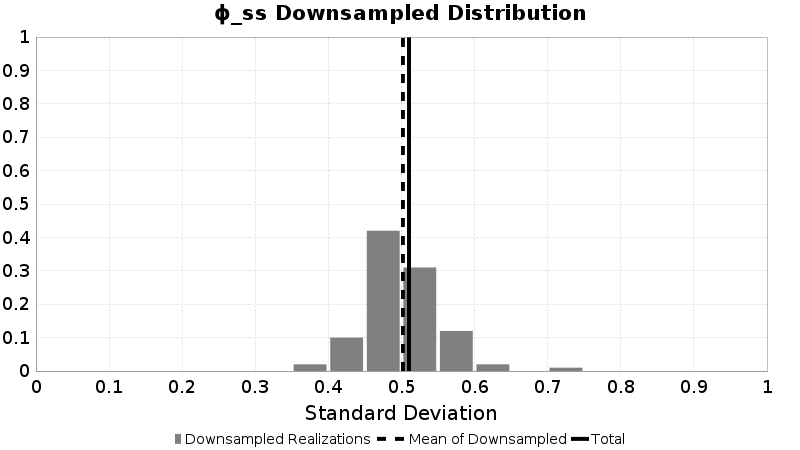 ϕ_ss Downsampled Distribution
1
0.9
0.8
0.7
0.6
0.5
0.4
0.3
0.2
0.1
0
0 0.1 0.2 0.3 0.4 0.5 0.6 0.7 0.8 0.9 1
Standard Deviation
Downsampled Realizations Mean of Downsampled Total